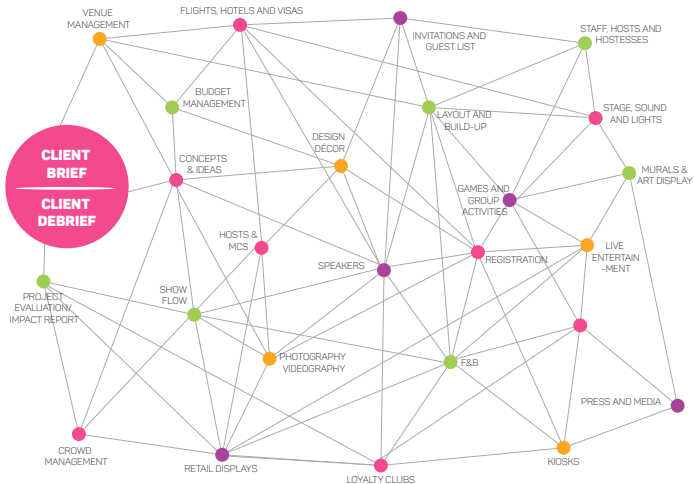 VENUE
MANAGEMENT
FLIGHTS, HOTELS AND VISAS
INVITATIONS AND
GUEST LIST
STAFF, HOSTS AND
HOSTESSES
BUDGET
MANAGEMENT
LAYOUT AND
BUILD-UP
STAGE, SOUND
AND LIGHTS
CLIENT
BRIEF
CLIENT
DEBRIEF
CONCEPTS
& IDEAS
DESIGN
DÉCOR
GAMES AND
GROUP
ACTIVITIES
MURALS &
ART DISPLAY
HOSTS &
MCS
SPEAKERS
REGISTRATION
LIVE
ENTERTAIN
-MENT
PROJECT
EVALUATION/
IMPACT REPORT
SHOW
FLOW
PHOTOGRAPHY
VIDEOGRAPHY
F&B
PRESS AND MEDIA
CROWD
MANAGEMENT
RETAIL DISPLAYS
LOYALTY CLUBS
KIOSKS